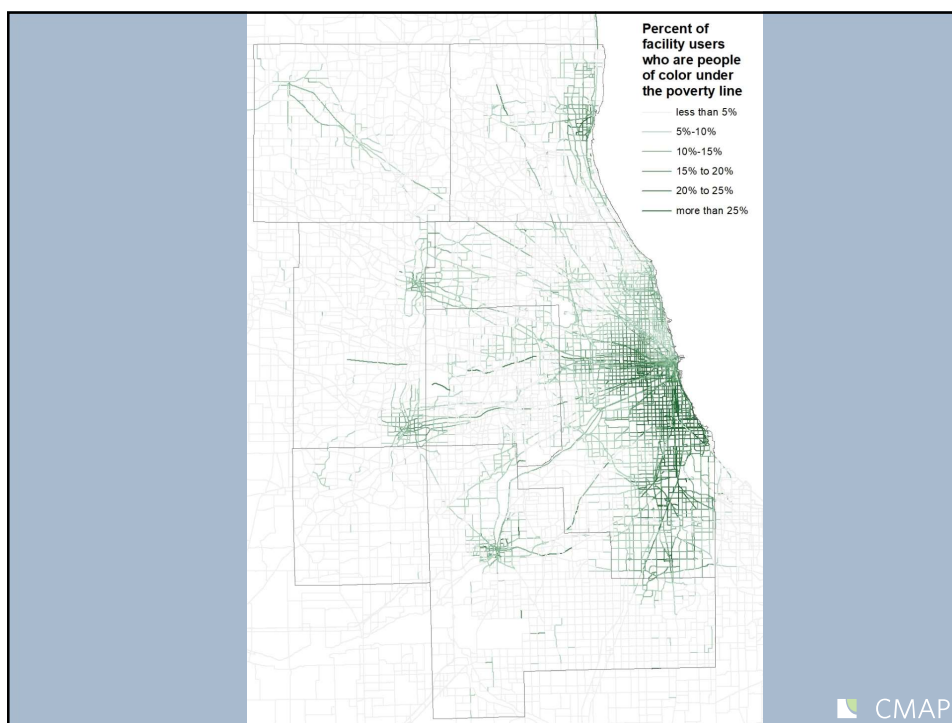 Percent of
facility users
who are people
of color under
the poverty line
less than 5%
5%-10%
10%-15%
15% to 20%
20% to 25%
more than 25%
CMAP